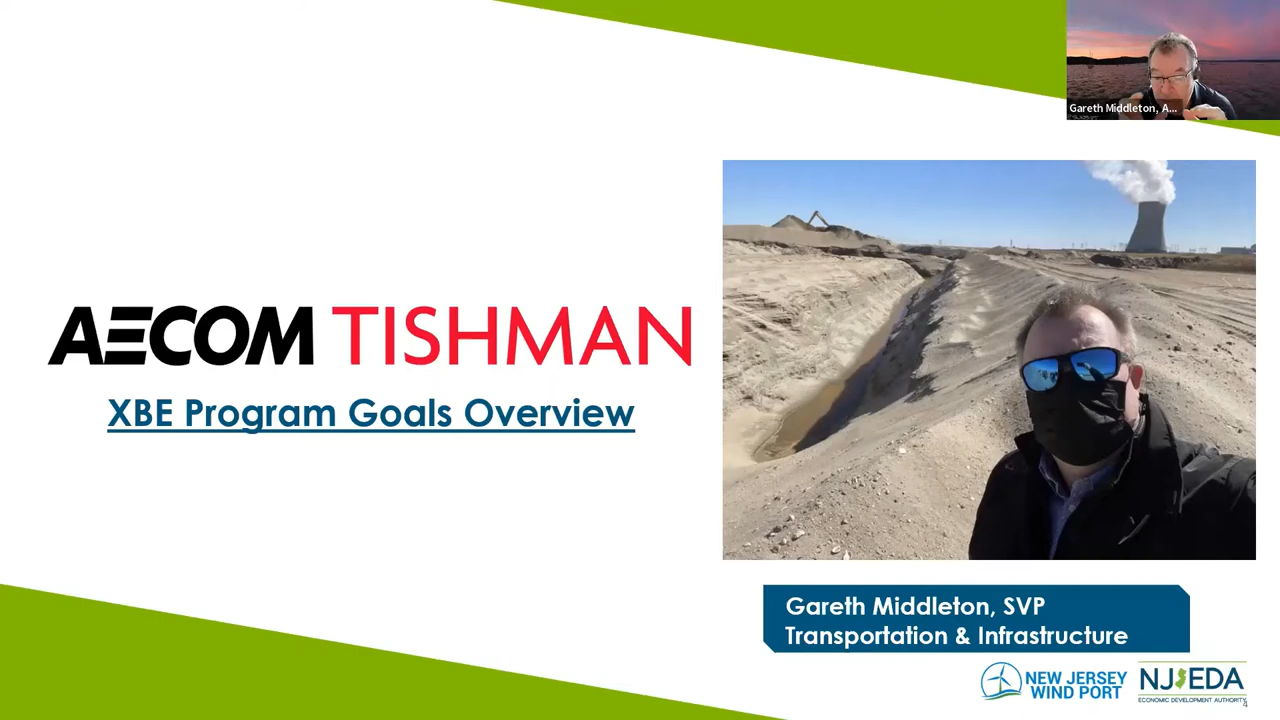 Gareth Middleton, A...
AECOM TISHMAN
XBE Program Goals Overview
Gareth Middleton, SVP
Transportation & Infrastructure
NEW JERSEY
WIND PORT
NJEDA
ECONOMIC DEVELOPMENT AUTHORITY
4